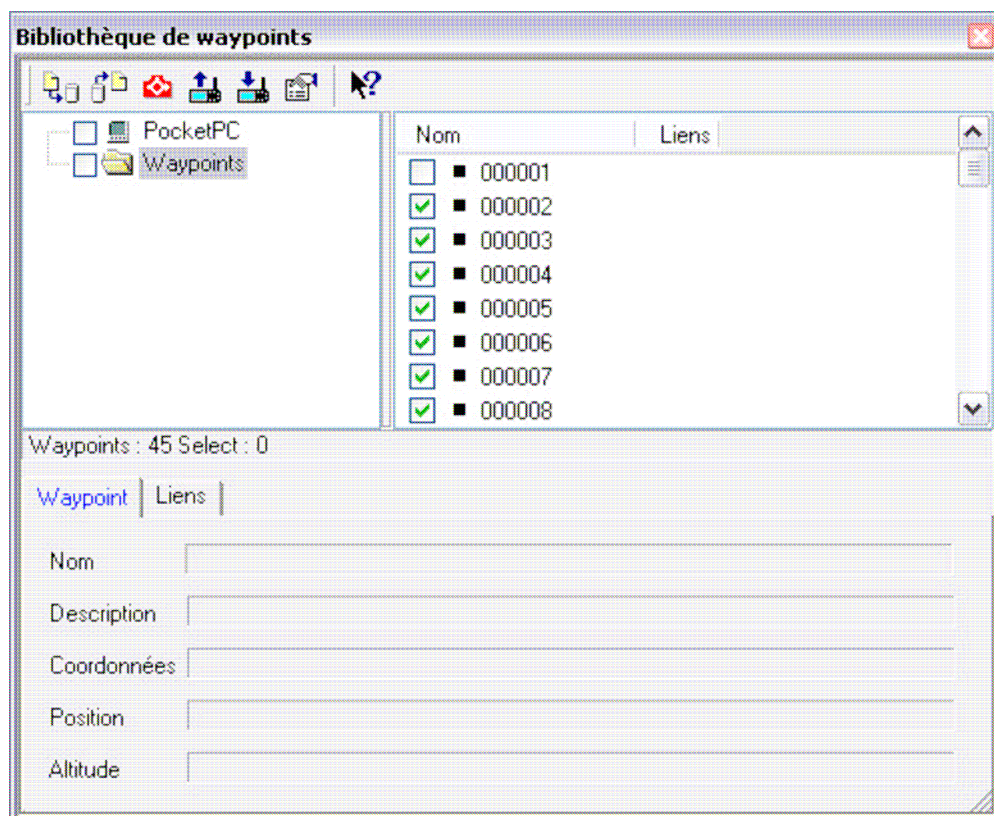 Bibliothèque de waypoints
PocketPC
Waypoints
Nom Liens
000001
000002
000003
000004
000005
000006
000007
000008
Waypoints : 45 Select : 0
Waypoint Liens
Nom
Description
Coordonnées
Position
Altitude